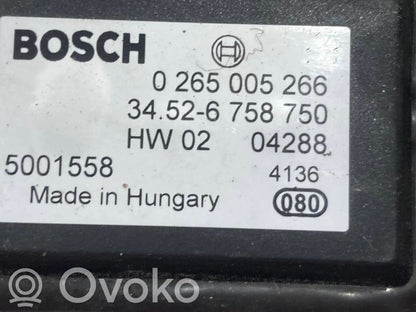 BOSCH
0 265 005 266
34.52-6 758 750
HW 02 04288
5001558 4136
Made in Hungary 080
Ovoko